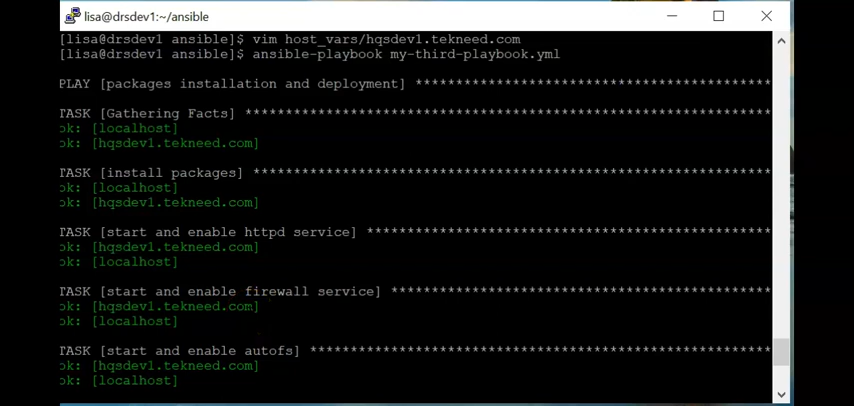 lisa@drsdev1:~/ansible
[lisa@drsdev1 ansible]$ vim host_vars/hqsdev1.tekneed.com
[lisa@drsdev1 ansible]$ ansible-playbook my-third-playbook.yml
PLAY [packages installation and deployment] ********************************************
TASK [Gathering Facts] *****************************************************************
ok: [localhost]
ok: [hqsdev1.tekneed.com]
TASK [install packages] ****************************************************************
ok: [localhost]
ok: [hqsdev1.tekneed.com]
TASK [start and enable httpd service] **************************************************
ok: [hqsdev1.tekneed.com]
ok: [localhost]
TASK [start and enable firewall service] ***********************************************
ok: [hqsdev1.tekneed.com]
ok: [localhost]
TASK [start and enable autofs] *********************************************************
ok: [hqsdev1.tekneed.com]
ok: [localhost]